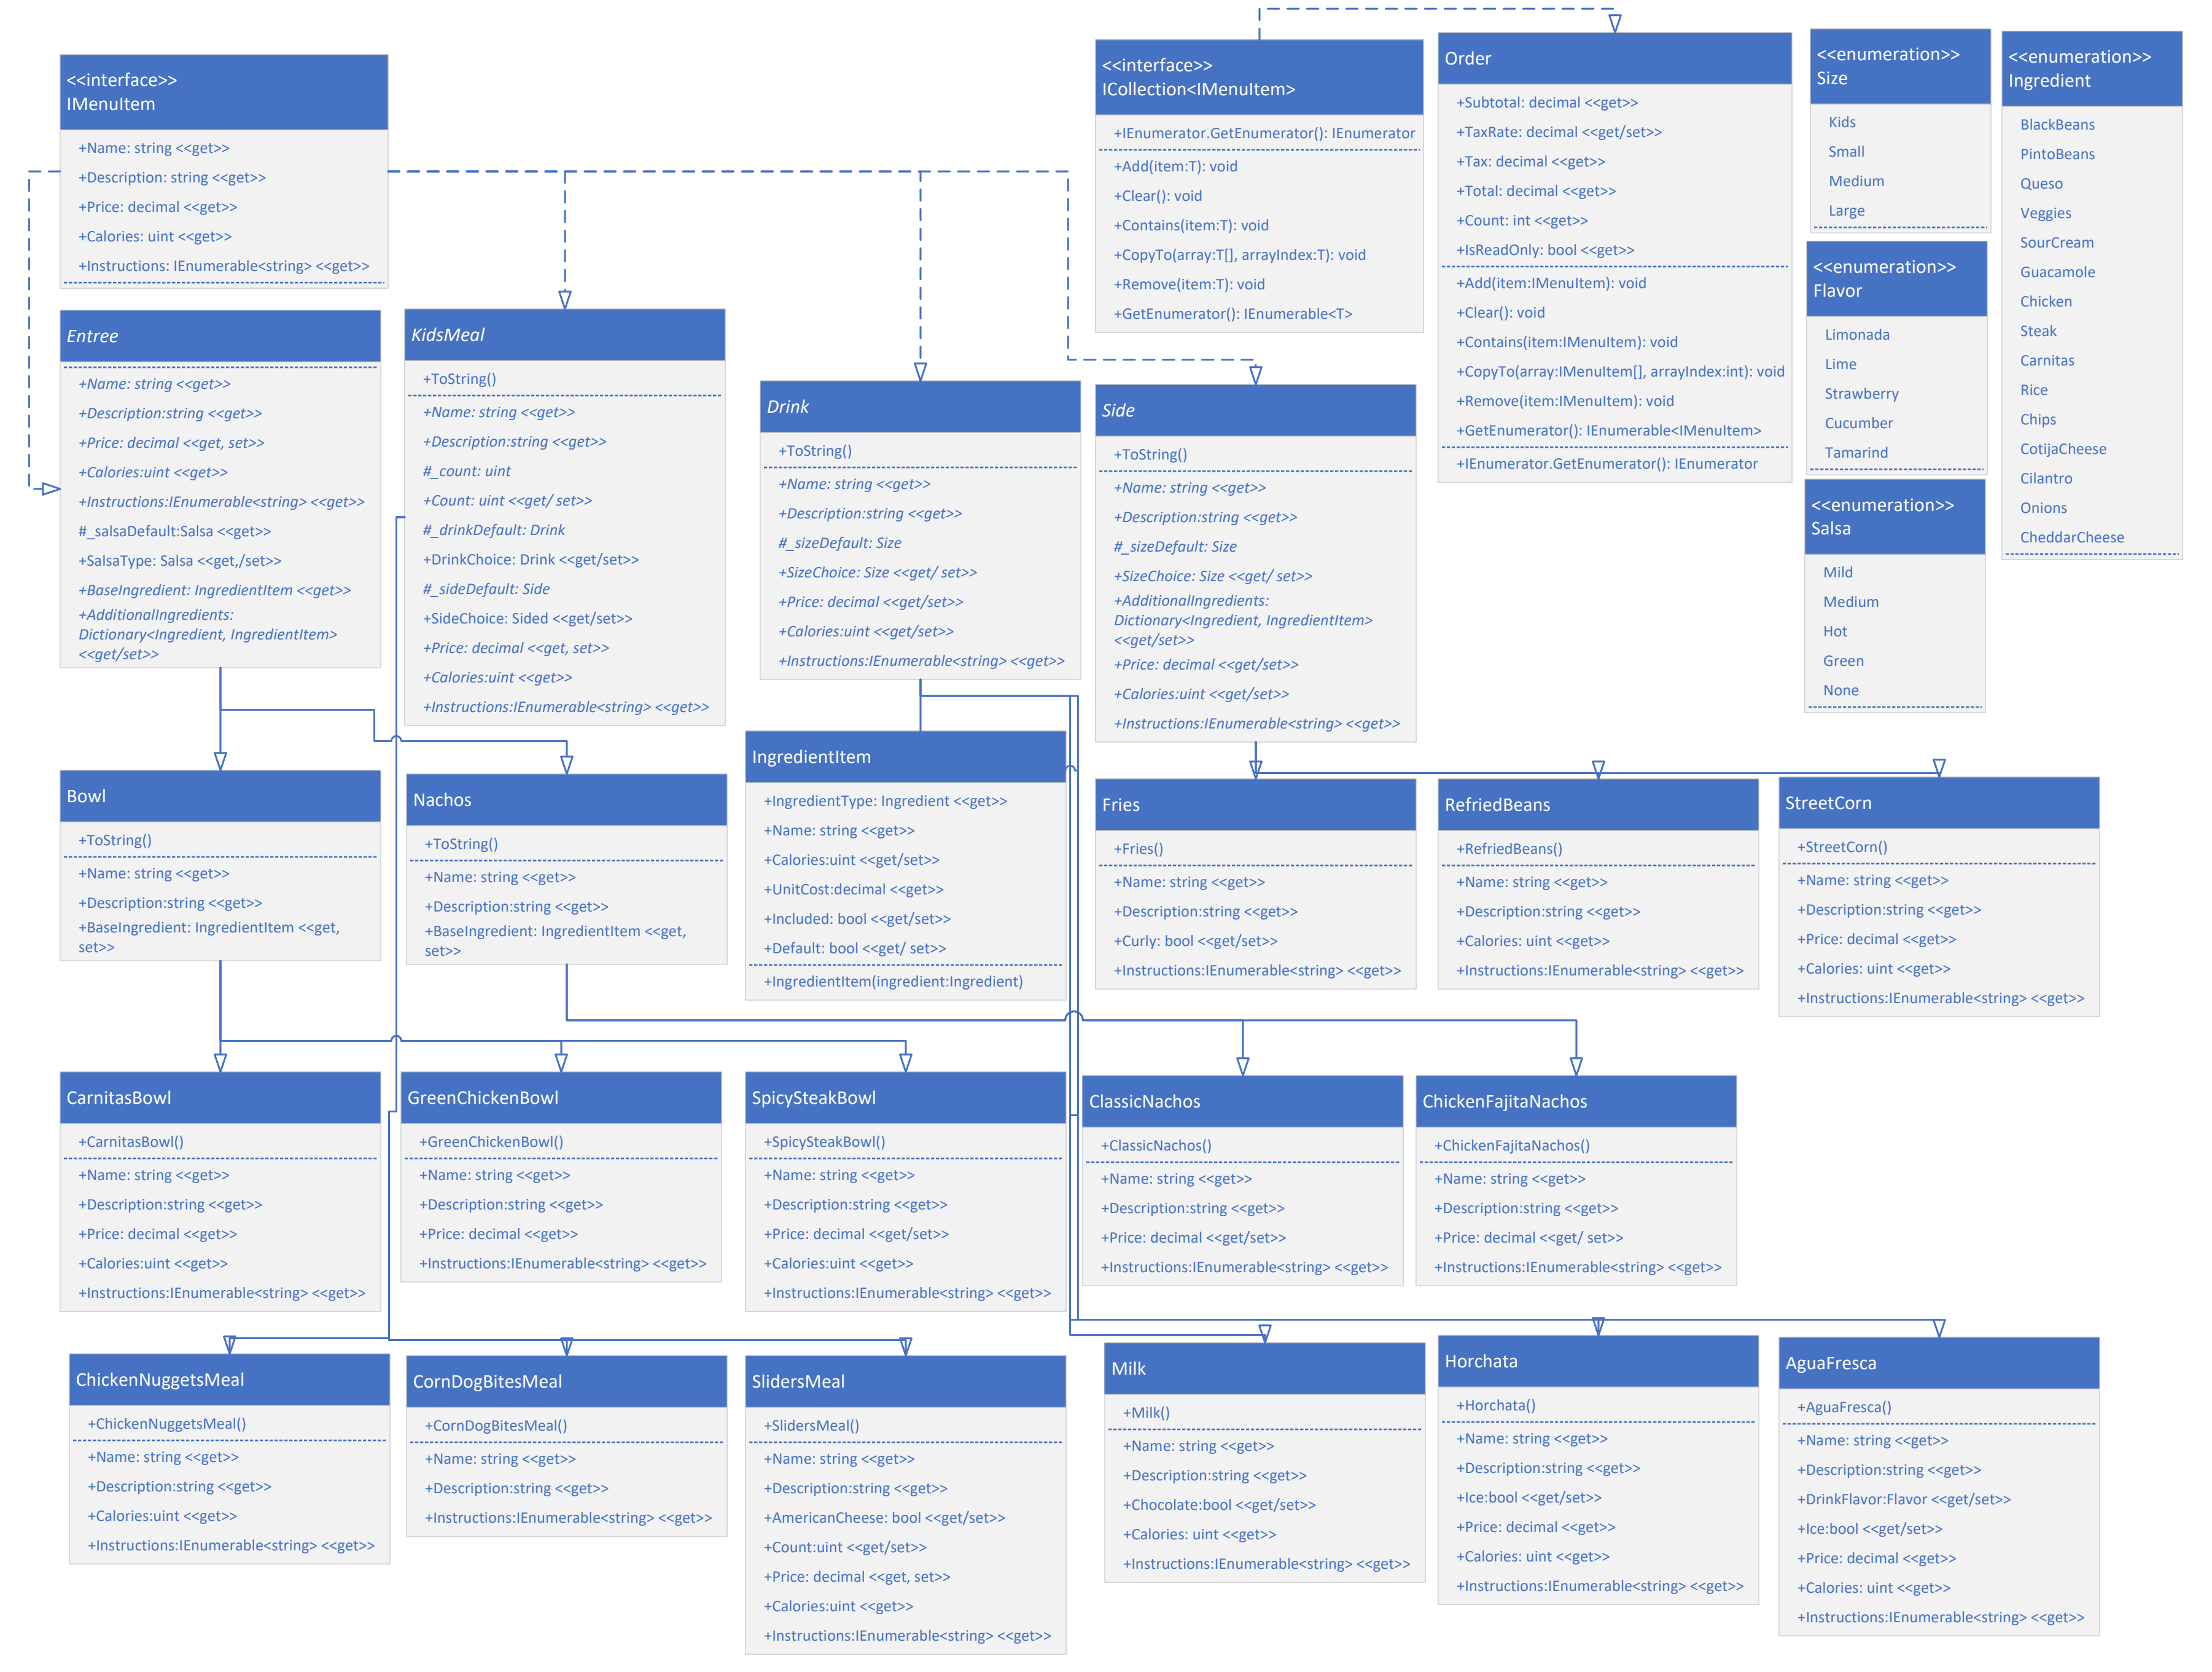 <<interface>>
IMenuItem
+Name: string <<get>>
+Description: string <<get>>
+Price: decimal <<get>>
+Calories: uint <<get>>
+Instructions: IEnumerable<string> <<get>>
<<interface>>
ICollection<IMenuItem>
+IEnumerator.GetEnumerator(): IEnumerator
+Add(item:T): void
+Clear(): void
+Contains(item:T): void
+CopyTo(array:T[], arrayIndex:T): void
+Remove(item:T): void
+GetEnumerator(): IEnumerable<T>
Order
+Subtotal: decimal <<get>>
+TaxRate: decimal <<get/set>>
+Tax: decimal <<get>>
+Total: decimal <<get>>
+Count: int <<get>>
+IsReadOnly: bool <<get>>
+Add(item:IMenuItem): void
+Clear(): void
+Contains(item:IMenuItem): void
+CopyTo(array:IMenuItem[], arrayIndex:int): void
+Remove(item:IMenuItem): void
+GetEnumerator(): IEnumerable<IMenuItem>
+IEnumerator.GetEnumerator(): IEnumerator
<<enumeration>>
Size
Kids
Small
Medium
Large
<<enumeration>>
Flavor
Limonada
Lime
Strawberry
Cucumber
Tamarind
<<enumeration>>
Salsa
Mild
Medium
Hot
Green
None
<<enumeration>>
Ingredient
BlackBeans
PintoBeans
Queso
Veggies
SourCream
Guacamole
Chicken
Steak
Carnitas
Rice
Chips
CotijaCheese
Cilantro
Onions
CheddarCheese
Entree
+Name: string <<get>>
+Description:string <<get>>
+Price: decimal <<get, set>>
+Calories:uint <<get>>
+Instructions:IEnumerable<string> <<get>>
#_salsaDefault:Salsa <<get>>
+SalsaType: Salsa <<get,/set>>
+BaseIngredient: IngredientItem <<get>>
+AdditionalIngredients:
Dictionary<Ingredient, IngredientItem>
<<get/set>>
KidsMeal
+ToString()
+Name: string <<get>>
+Description:string <<get>>
#_count: uint
+Count: uint <<get/ set>>
#_drinkDefault: Drink
+DrinkChoice: Drink <<get/set>>
#_sideDefault: Side
+SideChoice: Sided <<get/set>>
+Price: decimal <<get, set>>
+Calories:uint <<get>>
+Instructions:IEnumerable<string> <<get>>
Drink
+ToString()
+Name: string <<get>>
+Description:string <<get>>
#_sizeDefault: Size
+SizeChoice: Size <<get/ set>>
+Price: decimal <<get/set>>
+Calories:uint <<get/set>>
+Instructions:IEnumerable<string> <<get>>
Side
+ToString()
+Name: string <<get>>
+Description:string <<get>>
#_sizeDefault: Size
+SizeChoice: Size <<get/ set>>
+AdditionalIngredients:
Dictionary<Ingredient, IngredientItem>
<<get/set>>
+Price: decimal <<get/set>>
+Calories:uint <<get/set>>
+Instructions:IEnumerable<string> <<get>>
Bowl
+ToString()
+Name: string <<get>>
+Description:string <<get>>
+BaseIngredient: IngredientItem <<get,
set>>
Nachos
+ToString()
+Name: string <<get>>
+Description:string <<get>>
+BaseIngredient: IngredientItem <<get,
set>>
IngredientItem
+IngredientType: Ingredient <<get>>
+Name: string <<get>>
+Calories:uint <<get/set>>
+UnitCost:decimal <<get>>
+Included: bool <<get/set>>
+Default: bool <<get/ set>>
+IngredientItem(ingredient:Ingredient)
Fries
+Fries()
+Name: string <<get>>
+Description:string <<get>>
+Curly: bool <<get/set>>
+Instructions:IEnumerable<string> <<get>>
RefriedBeans
+RefriedBeans()
+Name: string <<get>>
+Description:string <<get>>
+Calories: uint <<get>>
+Instructions:IEnumerable<string> <<get>>
StreetCorn
+StreetCorn()
+Name: string <<get>>
+Description:string <<get>>
+Price: decimal <<get>>
+Calories: uint <<get>>
+Instructions:IEnumerable<string> <<get>>
CarnitasBowl
+CarnitasBowl()
+Name: string <<get>>
+Description:string <<get>>
+Price: decimal <<get>>
+Calories:uint <<get>>
+Instructions:IEnumerable<string> <<get>>
GreenChickenBowl
+GreenChickenBowl()
+Name: string <<get>>
+Description:string <<get>>
+Price: decimal <<get>>
+Instructions:IEnumerable<string> <<get>>
SpicySteakBowl
+SpicySteakBowl()
+Name: string <<get>>
+Description:string <<get>>
+Price: decimal <<get/set>>
+Calories:uint <<get>>
+Instructions:IEnumerable<string> <<get>>
ClassicNachos
+ClassicNachos()
+Name: string <<get>>
+Description:string <<get>>
+Price: decimal <<get/set>>
+Instructions:IEnumerable<string> <<get>>
ChickenFajitaNachos
+ChickenFajitaNachos()
+Name: string <<get>>
+Description:string <<get>>
+Price: decimal <<get/ set>>
+Instructions:IEnumerable<string> <<get>>
ChickenNuggetsMeal
+ChickenNuggetsMeal()
+Name: string <<get>>
+Description:string <<get>>
+Calories:uint <<get>>
+Instructions:IEnumerable<string> <<get>>
CornDogBitesMeal
+CornDogBitesMeal()
+Name: string <<get>>
+Description:string <<get>>
+Instructions:IEnumerable<string> <<get>>
SlidersMeal
+SlidersMeal()
+Name: string <<get>>
+Description:string <<get>>
+AmericanCheese: bool <<get/set>>
+Count:uint <<get/set>>
+Price: decimal <<get, set>>
+Calories:uint <<get>>
+Instructions:IEnumerable<string> <<get>>
Milk
+Milk()
+Name: string <<get>>
+Description:string <<get>>
+Chocolate:bool <<get/set>>
+Calories: uint <<get>>
+Instructions:IEnumerable<string> <<get>>
Horchata
+Horchata()
+Name: string <<get>>
+Description:string <<get>>
+Ice:bool <<get/set>>
+Price: decimal <<get>>
+Calories: uint <<get>>
+Instructions:IEnumerable<string> <<get>>
AguaFresca
+AguaFresca()
+Name: string <<get>>
+Description:string <<get>>
+DrinkFlavor:Flavor <<get/set>>
+Ice:bool <<get/set>>
+Price: decimal <<get>>
+Calories: uint <<get>>
+Instructions:IEnumerable<string> <<get>>